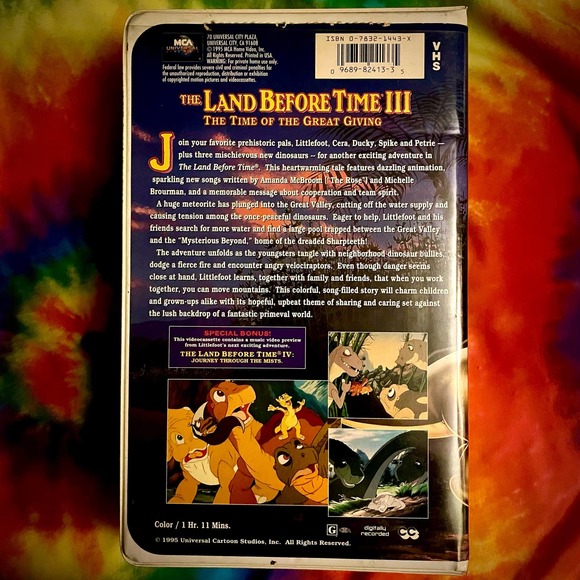 MCA
UNIVERSAL
70 UNIVERSAL CITY PLAZA,
UNIVERSAL CITY, CA 91608
© 1995 MCA Home Video, Inc.
All Rights Reserved.
WARNING: For private home use only.
Federal law provides severe civil and criminal penalties for
the unauthorized reproduction, distribution or exhibition
of copyrighted motion pictures and videocassettes.
ISBN 0-7832-1443-X
0 9689-82413-3 5
VHS
THE LAND BEFORE TIME III
THE TIME OF THE GREAT GIVING
Join your favorite prehistoric pals, Littlefoot, Cera, Ducky, Spike and Petrie —
plus three mischievous new dinosaurs — for another exciting adventure in
The Land Before Time®. This heartwarming tale features dazzling animation,
sparkling new songs written by Amanda McBroom ("The Rose") and Michelle
Brourman, and a memorable message about cooperation and team spirit.
A huge meteorite has plunged into the Great Valley, cutting off the water supply and
causing tension among the once-peaceful dinosaurs. Eager to help, Littlefoot and his
friends search for more water and find a large pool trapped between the Great Valley
and the "Mysterious Beyond," home of the dreaded Sharpteeth!
The adventure unfolds as the youngsters tangle with neighborhood dinosaur bullies,
dodge a fierce fire and encounter angry velociraptors. Even though danger seems
close at hand, Littlefoot learns, together with family and friends, that when you work
together, you can move mountains. This colorful, song-filled story will charm children
and grown-ups alike with its hopeful, upbeat theme of sharing and caring set against
the lush backdrop of a fantastic primeval world.
SPECIAL BONUS!
This videocassette contains a music video preview
from Littlefoot's next exciting adventure.
THE LAND BEFORE TIME® IV:
JOURNEY THROUGH THE MISTS.
Color / 1 Hr. 11 Mins.
G
digitally
recorded
CC
© 1995 Universal Cartoon Studios, Inc. All Rights Reserved.